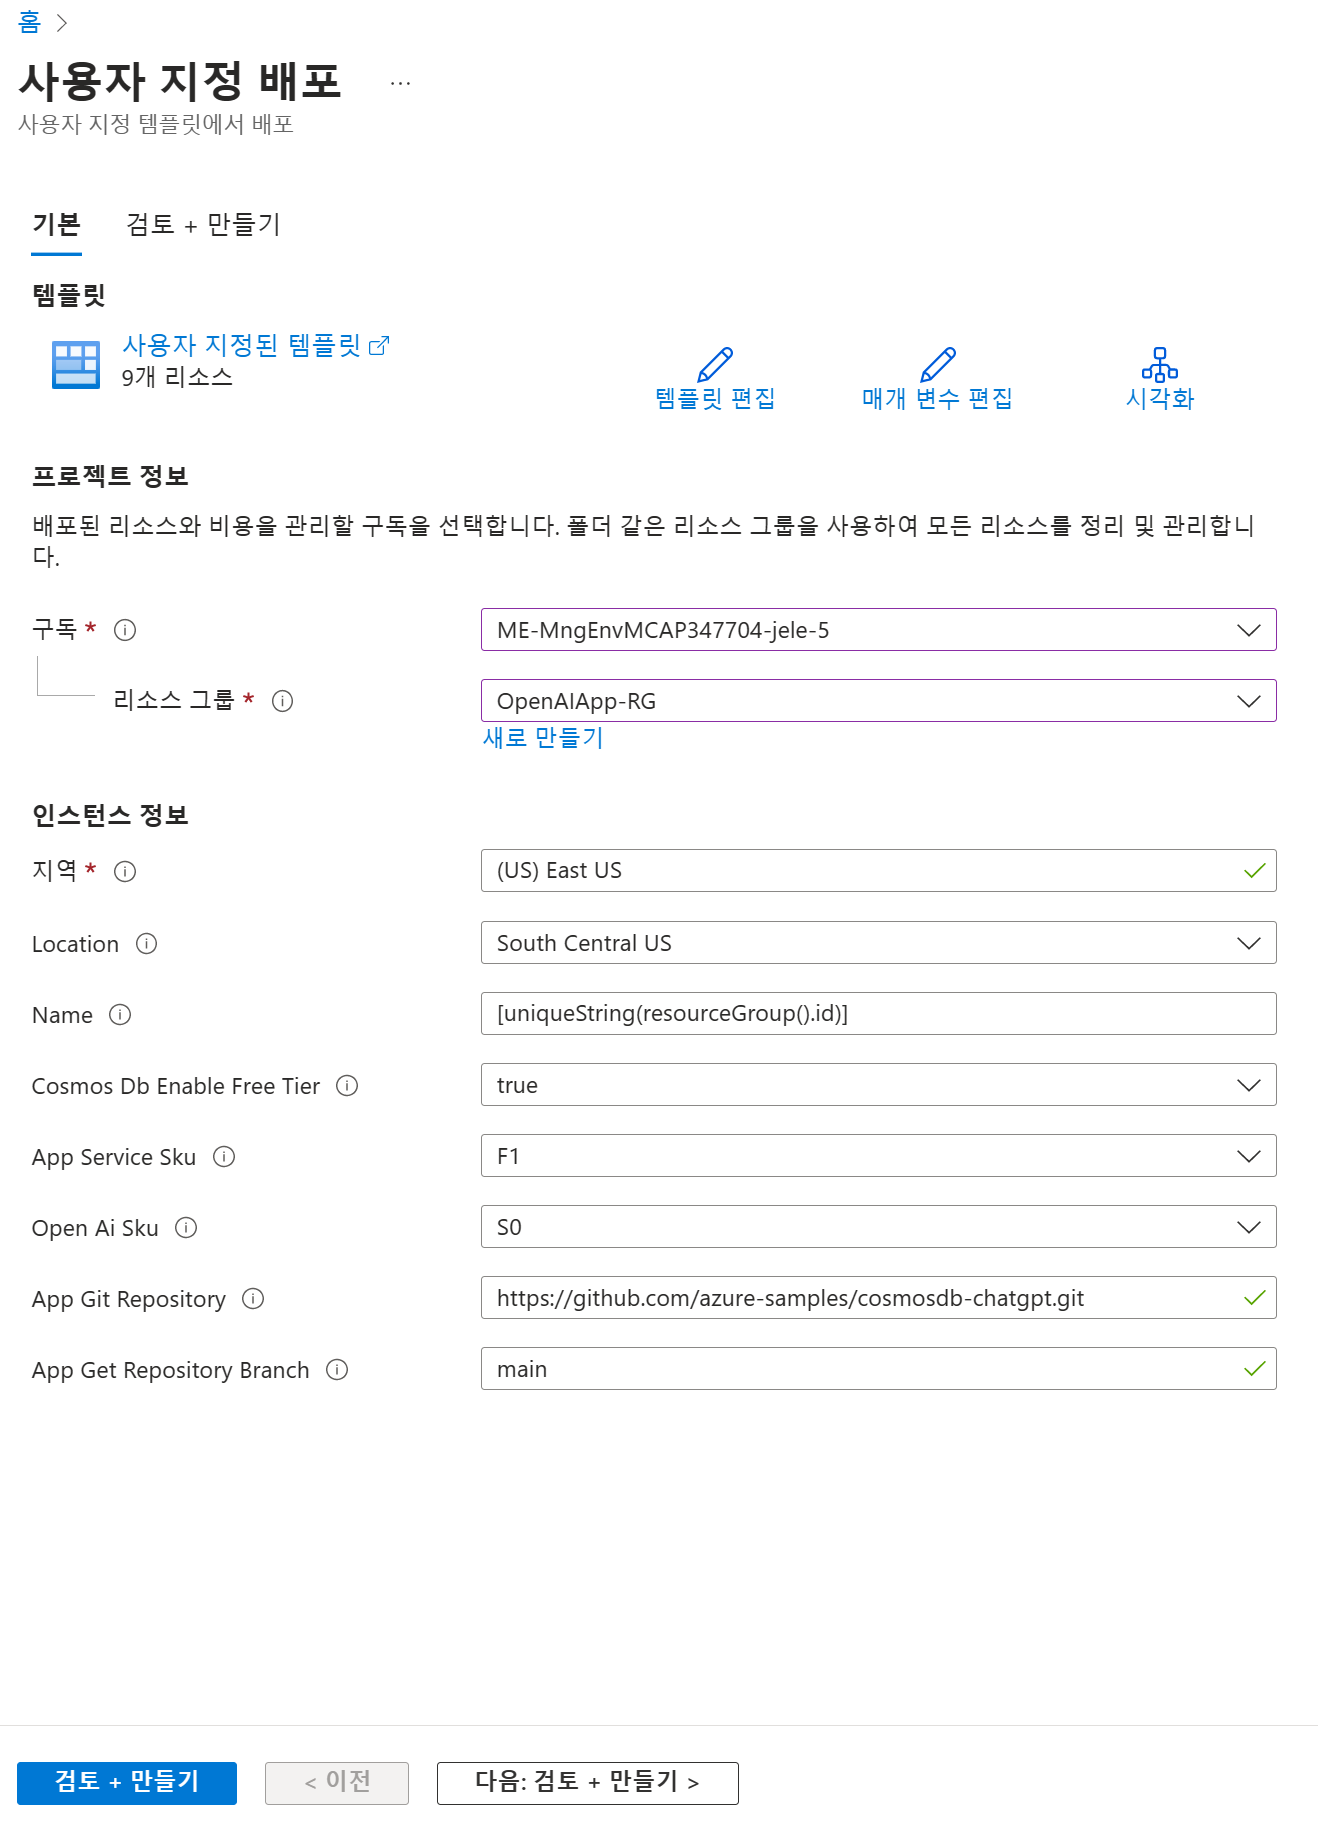 홈
사용자 지정 배포 ...
사용자 지정 템플릿에서 배포
기본 검토 + 만들기
템플릿
사용자 지정된 템플릿
9개 리소스
템플릿 편집 매개 변수 편집 시각화
프로젝트 정보
배포된 리소스와 비용을 관리할 구독을 선택합니다. 폴더 같은 리소스 그룹을 사용하여 모든 리소스를 정리 및 관리합니
다.
구독 * ME-MngEnvMCAP347704-jele-5
리소스 그룹 * OpenAIApp-RG
새로 만들기
인스턴스 정보
지역 * (US) East US
Location South Central US
Name [uniqueString(resourceGroup().id)]
Cosmos Db Enable Free Tier true
App Service Sku F1
Open Ai Sku S0
App Git Repository https://github.com/azure-samples/cosmosdb-chatgpt.git
App Get Repository Branch main
검토 + 만들기 < 이전 다음: 검토 + 만들기 >